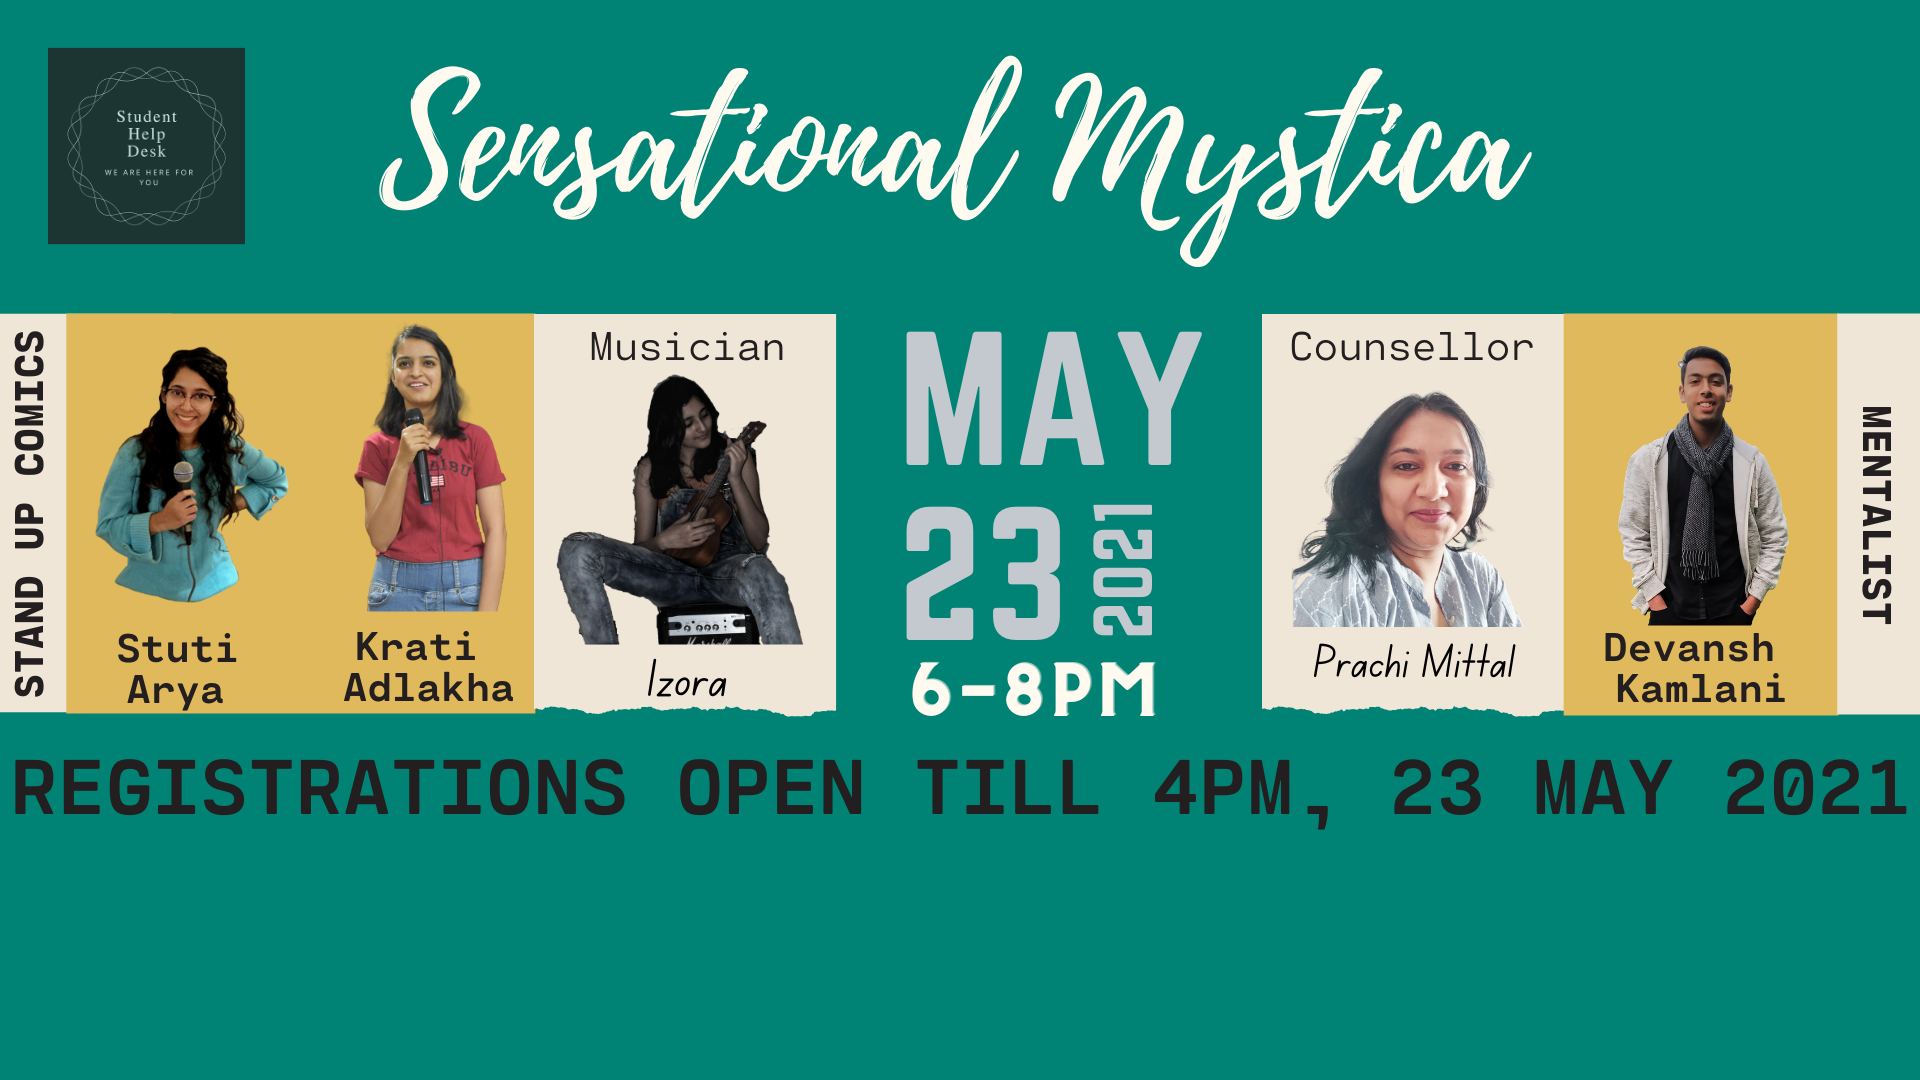 Student
Help
Desk
WE ARE HERE FOR
YOU
Sensational Mystica
STAND UP COMICS
Stuti
Arya
Krati
Adlakha
Musician
Izora
MAY
23
2021
6-8PM
Counsellor
Prachi Mittal
Devansh
Kamlani
MENTALIST
REGISTRATIONS OPEN TILL 4PM, 23 MAY 2021